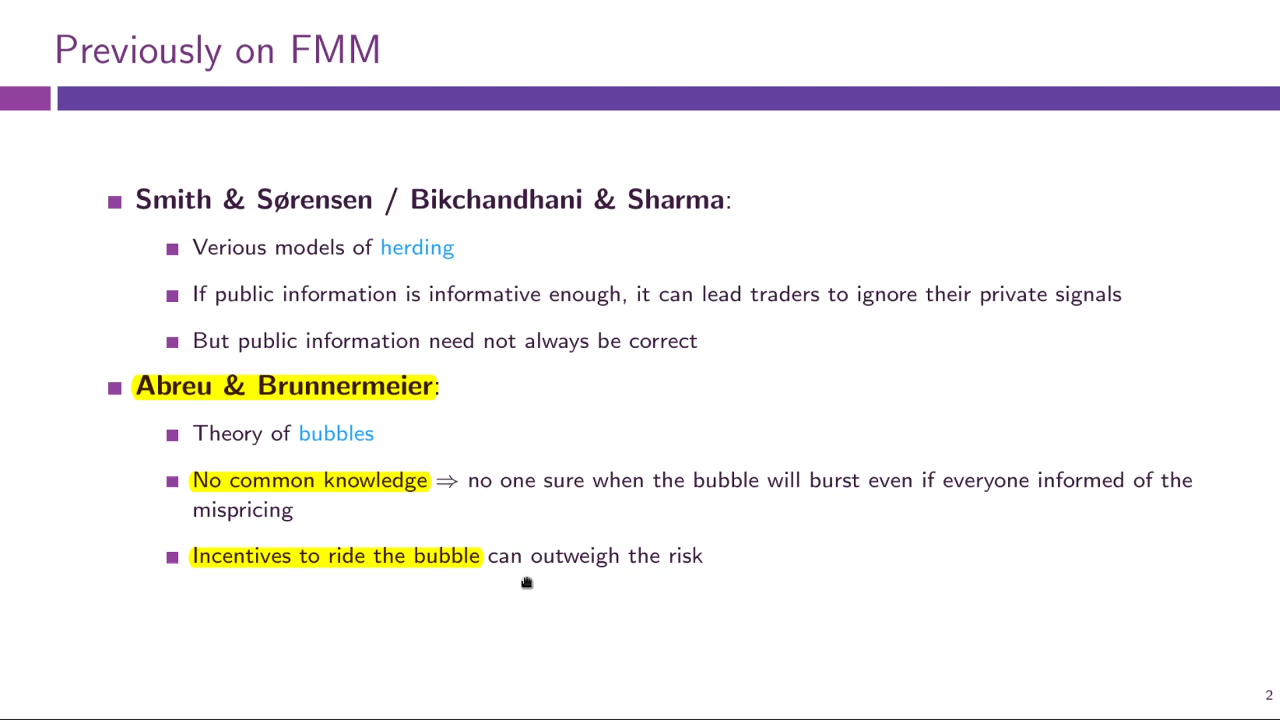 Previously on FMM
Smith & Sørensen / Bikchandhani & Sharma:
Verious models of herding
If public information is informative enough, it can lead traders to ignore their private signals
But public information need not always be correct
Abreu & Brunnermeier:
Theory of bubbles
No common knowledge ⇒ no one sure when the bubble will burst even if everyone informed of the
mispricing
Incentives to ride the bubble can outweigh the risk
2